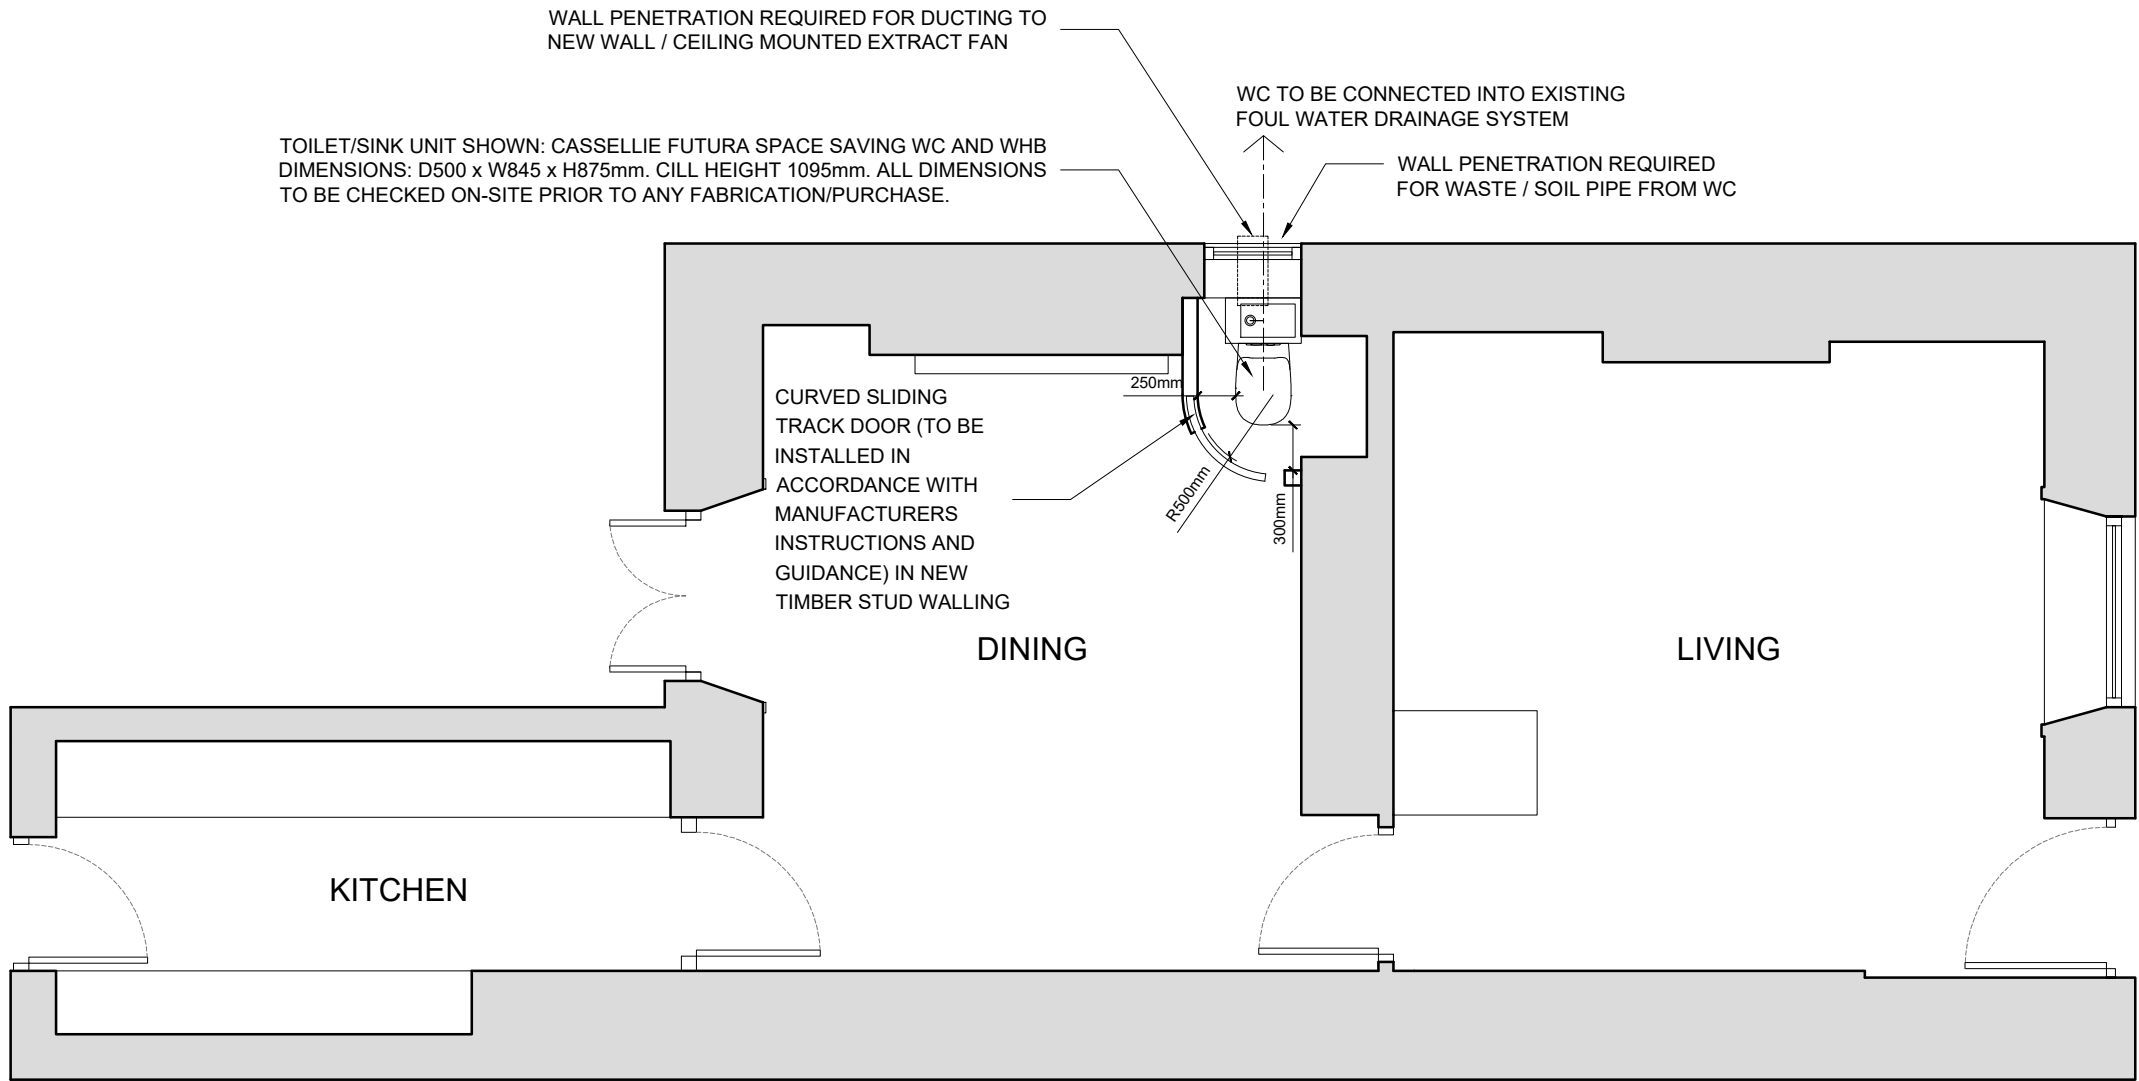 WALL PENETRATION REQUIRED FOR DUCTING TO
NEW WALL / CEILING MOUNTED EXTRACT FAN
WC TO BE CONNECTED INTO EXISTING
FOUL WATER DRAINAGE SYSTEM
TOILET/SINK UNIT SHOWN: CASSELLIE FUTURA SPACE SAVING WC AND WHB
DIMENSIONS: D500 x W845 x H875mm. CILL HEIGHT 1095mm. ALL DIMENSIONS
TO BE CHECKED ON-SITE PRIOR TO ANY FABRICATION/PURCHASE.
WALL PENETRATION REQUIRED
FOR WASTE / SOIL PIPE FROM WC
250mm
CURVED SLIDING
TRACK DOOR (TO BE
INSTALLED IN
ACCORDANCE WITH
MANUFACTURERS
INSTRUCTIONS AND
GUIDANCE) IN NEW
TIMBER STUD WALLING
R500mm
300mm
DINING
LIVING
KITCHEN